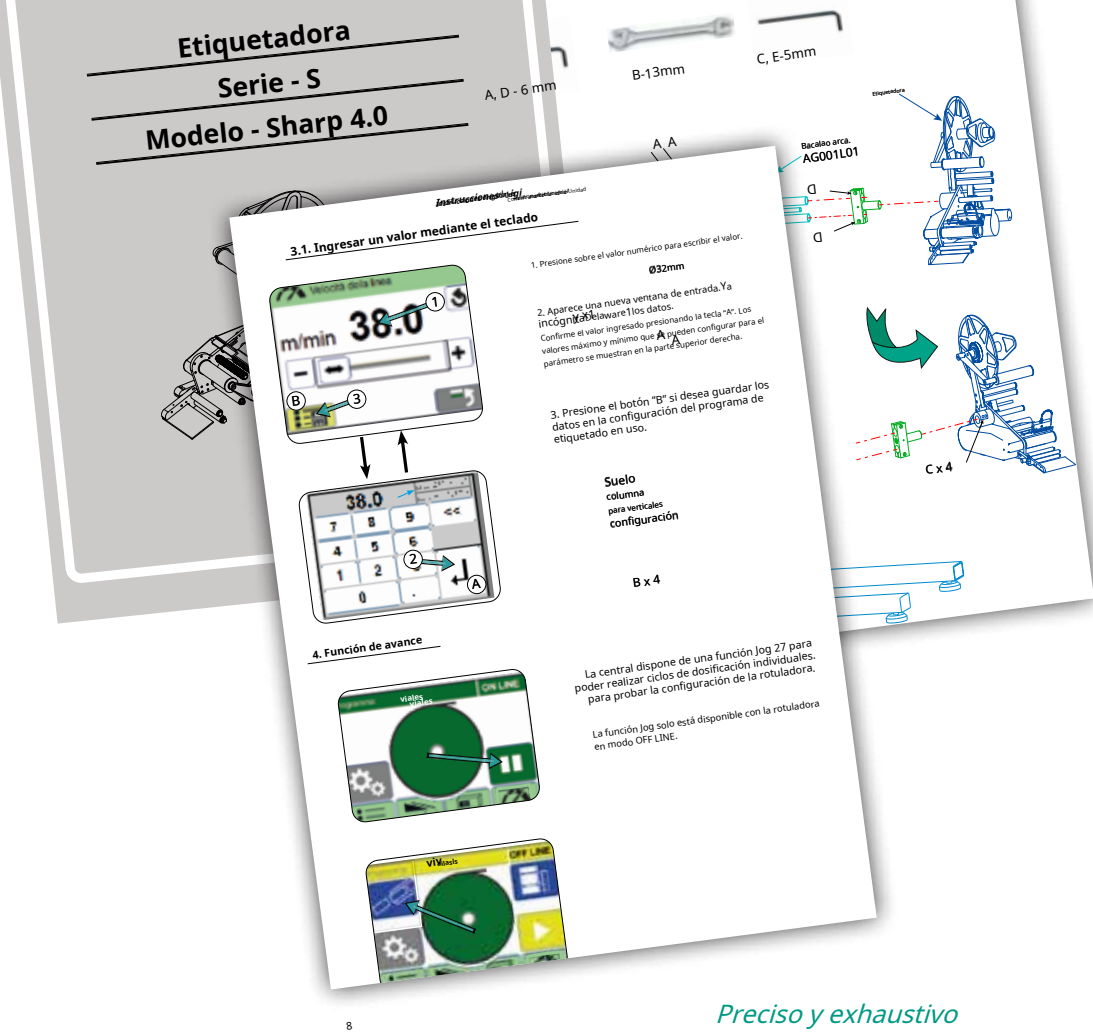 Etiquetadora
Serie - S
Modelo - Sharp 4.0
A, D - 6 mm
B-13mm
C, E-5mm
A A
Etiquetadora
Bacalao arca.
AG001L01
D
D
C x 4
3.1. Ingresar un valor mediante el teclado
Velocità dela linea
m/min 38.0
1
B
3
38.0
7 8 9 <<
4 5 6
1 2
0 .
2
A
1. Presione sobre el valor numérico para escribir el valor.
Ø32mm
2. Aparece una nueva ventana de entrada.Ya
los datos.
Confirme el valor ingresado presionando la tecla "A". Los
valores máximo y mínimo que se pueden configurar para el
parámetro se muestran en la parte superior derecha.
A
A
3. Presione el botón "B" si desea guardar los
datos en la configuración del programa de
etiquetado en uso.
Suelo
columna
para verticales
configuración
B x 4
4. Función de avance
viales
viales
ON LINE
La central dispone de una función Jog 27 para
poder realizar ciclos de dosificación individuales.
para probar la configuración de la rotuladora.
La función Jog solo está disponible con la rotuladora
en modo OFF LINE.
OFF LINE
8
Preciso y exhaustivo